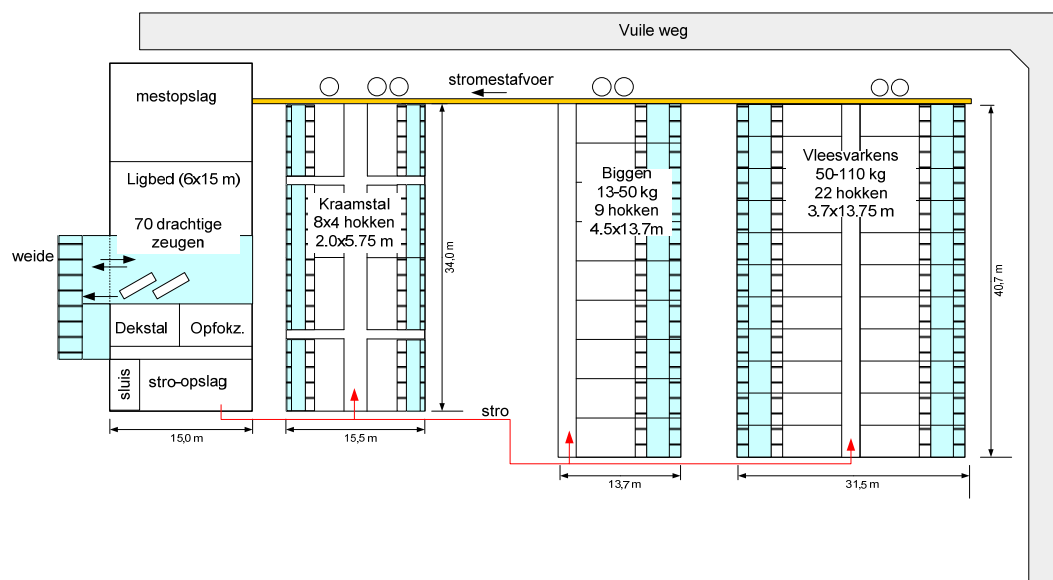 Vuile weg
stromestafvoer
mestopslag
Ligbed (6x15 m)
70 drachtige
zeugen
weide
Dekstal
Opfokz.
sluis
stro-opslag
15,0 m
Kraamstal
8x4 hokken
2.0x5.75 m
34,0 m
15,5 m
stro
Biggen
13-50 kg
9 hokken
4.5x13.7m
13,7 m
Vleesvarkens
50-110 kg
22 hokken
3.7x13.75 m
40,7 m
31,5 m